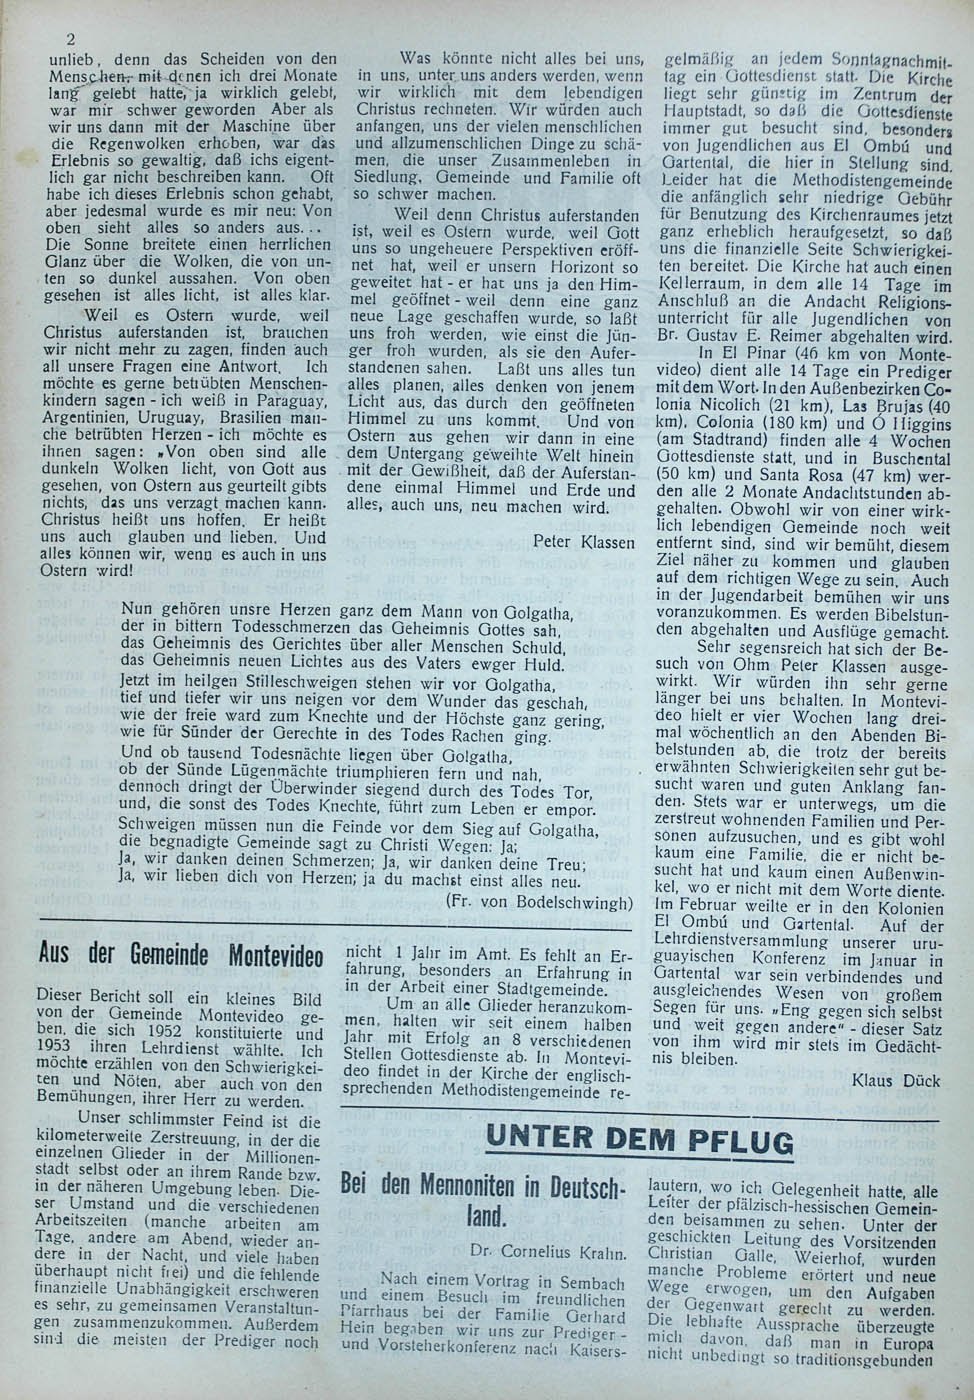 2
unlieb, denn das Scheiden von den
Menschen, mit denen ich drei Monate
lang gelebt hatte, ja wirklich gelebt,
war mir schwer geworden Aber als
wir uns dann mit der Maschine über
die Regenwolken erhoben, war das
Erlebnis so gewaltig, daß ichs eigent-
lich gar nicht beschreiben kann. Oft
habe ich dieses Erlebnis schon gehabt,
aber jedesmal wurde es mir neu: Von
oben sieht alles so anders aus...
Die Sonne breitete einen herrlichen
Glanz über die Wolken, die von un-
ten so dunkel aussahen. Von oben
gesehen ist alles licht, ist alles klar.
Weil es Ostern wurde, weil
Christus auferstanden ist, brauchen
wir nicht mehr zu zagen, finden auch
all unsere Fragen eine Antwort. Ich
möchte es gerne betrübten Menschen-
kindern sagen - ich weiß in Paraguay,
Argentinien, Uruguay, Brasilien man-
che betrübten Herzen - ich möchte es
ihnen sagen: „Von oben sind alle
dunkeln Wolken licht, von Gott aus
gesehen, von Ostern aus geurteilt gibts
nichts, das uns verzagt machen kann.
Christus heißt uns hoffen. Er heißt
uns auch glauben und lieben. Und
alles können wir, wenn es auch in uns
Ostern wird!
Was könnte nicht alles bei uns,
in uns, unter uns anders werden, wenn
wir wirklich mit dem lebendigen
Christus rechneten. Wir würden auch
anfangen, uns der vielen menschlichen
und allzumenschlichen Dinge zu schä-
men, die unser Zusammenleben in
Siedlung, Gemeinde und Familie oft
so schwer machen.
Weil denn Christus auferstanden
ist, weil es Ostern wurde, weil Gott
uns so ungeheure Perspektiven eröff-
net hat, weil er unsern Horizont so
geweitet hat - er hat uns ja den Him-
mel geöffnet - weil denn eine ganz
neue Lage geschaffen wurde, so laßt
uns froh werden, wie einst die Jün-
ger froh wurden, als sie den Aufer-
standenen sahen. Laßt uns alles tun
alles planen, alles denken von jenem
Licht aus, das durch den geöffneten
Himmel zu uns kommt. Und von
Ostern aus gehen wir dann in eine
dem Untergang geweihte Welt hinein
mit der Gewißheit, daß der Auferstan-
dene einmal Himmel und Erde und
alles, auch uns, neu machen wird.
Peter Klassen
Nun gehören unsre Herzen ganz dem Mann von Golgatha,
der in bittern Todesschmerzen das Geheimnis Gottes sah,
das Geheimnis des Gerichtes über aller Menschen Schuld,
das Geheimnis neuen Lichtes aus des Vaters ewger Huld.
Jetzt im heilgen Stilleschweigen stehen wir vor Golgatha,
tief und tiefer wir uns neigen vor dem Wunder das geschah,
wie der freie ward zum Knechte und der Höchste ganz gering,
wie für Sünder der Gerechte in des Todes Rachen ging.
Und ob tausend Todesnächte liegen über Golgatha,
ob der Sünde Lügenmächte triumphieren fern und nah,
dennoch dringt der Überwinder siegend durch des Todes Tor,
und, die sonst des Todes Knechte, führt zum Leben er empor.
Schweigen müssen nun die Feinde vor dem Sieg auf Golgatha,
die begnadigte Gemeinde sagt zu Christi Wegen: Ja;
Ja, wir danken deinen Schmerzen; Ja, wir danken deine Treu;
Ja, wir lieben dich von Herzen; ja du machst einst alles neu.
(Fr. von Bodelschwingh)
Aus der Gemeinde Montevideo
Dieser Bericht soll ein kleines Bild
von der Gemeinde Montevideo ge-
ben, die sich 1952 konstituierte und
1953 ihren Lehrdienst wählte. Ich
möchte erzählen von den Schwierigkei-
ten und Nöten, aber auch von den
Bemühungen, ihrer Herr zu werden.
Unser schlimmster Feind ist die
kilometerweite Zerstreuung, in der die
einzelnen Glieder in der Millionen-
stadt selbst oder an ihrem Rande bzw.
in der näheren Umgebung leben. Die-
ser Umstand und die verschiedenen
Arbeitszeiten (manche arbeiten am
Tage, andere am Abend, wieder an-
dere in der Nacht, und viele haben
überhaupt nicht frei) und die fehlende
finanzielle Unabhängigkeit erschweren
es sehr, zu gemeinsamen Veranstaltun-
gen zusammenzukommen. Außerdem
sind die meisten der Prediger noch
nicht 1 Jahr im Amt. Es fehlt an Er-
fahrung, besonders an Erfahrung in
in der Arbeit einer Stadtgemeinde.
Um an alle Glieder heranzukom-
men, halten wir seit einem halben
Jahr mit Erfolg an 8 verschiedenen
Stellen Gottesdienste ab. In Montevi-
deo findet in der Kirche der englisch-
sprechenden Methodistengemeinde re-
gelmäßig an jedem Sonntagnachmit-
tag ein Gottesdienst statt. Die Kirche
liegt sehr günstig im Zentrum der
Hauptstadt, so daß die Gottesdienste
immer gut besucht sind, besonders
von Jugendlichen aus El Ombú und
Gartental, die hier in Stellung sind.
Leider hat die Methodistengemeinde
die anfänglich sehr niedrige Gebühr
für Benutzung des Kirchenraumes jetzt
ganz erheblich heraufgesetzt, so daß
uns die finanzielle Seite Schwierigkei-
ten bereitet. Die Kirche hat auch einen
Kellerraum, in dem alle 14 Tage im
Anschluß an die Andacht Religions-
unterricht für alle Jugendlichen von
Br. Gustav E. Reimer abgehalten wird.
In El Pinar (46 km von Monte-
video) dient alle 14 Tage ein Prediger
mit dem Wort. In den Außenbezirken Co-
lonia Nicolich (21 km), Las Brujas (40
km), Colonia (180 km) und O Higgins
(am Stadtrand) finden alle 4 Wochen
Gottesdienste statt, und in Buschental
(50 km) und Santa Rosa (47 km) wer-
den alle 2 Monate Andachtstunden ab-
gehalten. Obwohl wir von einer wirk-
lich lebendigen Gemeinde noch weit
entfernt sind, sind wir bemüht, diesem
Ziel näher zu kommen und glauben
auf dem richtigen Wege zu sein. Auch
in der Jugendarbeit bemühen wir uns
voranzukommen. Es werden Bibelstun-
den abgehalten und Ausflüge gemacht.
Sehr segensreich hat sich der Be-
such von Ohm Peter Klassen ausge-
wirkt. Wir würden ihn sehr gerne
länger bei uns behalten. In Montevi-
deo hielt er vier Wochen lang drei-
mal wöchentlich an den Abenden Bi-
belstunden ab, die trotz der bereits
erwähnten Schwierigkeiten sehr gut be-
sucht waren und guten Anklang fan-
den. Stets war er unterwegs, um die
zerstreut wohnenden Familien und Per-
sonen aufzusuchen, und es gibt wohl
kaum eine Familie, die er nicht be-
sucht hat und kaum einen Außenwin-
kel, wo er nicht mit dem Worte diente.
Im Februar weilte er in den Kolonien
El Ombú und Gartental. Auf der
Lehrdienstversammlung unserer uru-
guayischen Konferenz im Januar in
Gartental war sein verbindendes und
ausgleichendes Wesen von großem
Segen für uns. „Eng gegen sich selbst
und weit gegen andere" - dieser Satz
von ihm wird mir stets im Gedächt-
nis bleiben.
Klaus Dück
UNTER DEM PFLUG
Bei den Mennoniten in Deutsch-
land.
Dr. Cornelius Krahn.
Nach einem Vortrag in Sembach
und einem Besuch im freundlichen
Pfarrhaus bei der Familie Gerhard
Hein begaben wir uns zur Prediger -
und Vorsteherkonferenz nach Kaisers-
lautern, wo ich Gelegenheit hatte, alle
Leiter der pfälzisch-hessischen Gemein-
den beisammen zu sehen. Unter der
geschickten Leitung des Vorsitzenden
Christian Galle, Weierhof, wurden
manche Probleme erörtert und neue
Wege erwogen, um den Aufgaben
der Gegenwart gerecht zu werden.
Die lebhafte Aussprache überzeugte
mich davon, daß man in Europa
nicht unbedingt so traditionsgebunden